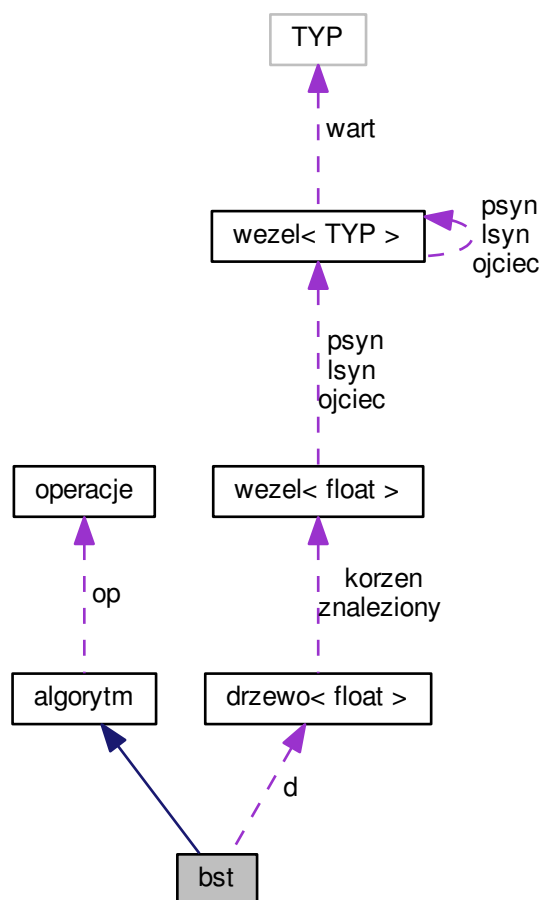 TYP
wart
wezel< TYP >
psyn
lsyn
ojciec
psyn
lsyn
ojciec
operacje
wezel< float >
op
korzen
znaleziony
algorytm
drzewo< float >
d
bst